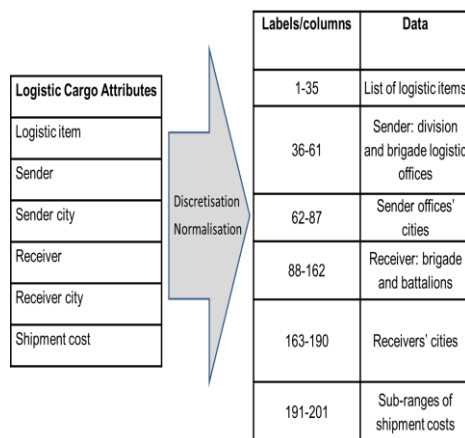 Logistic Cargo Attributes
Logistic item
Sender
Sender city
Receiver
Receiver city
Shipment cost
Discretisation
Normalisation
Labels/columns Data
1-35 List of logistic items
36-61 Sender: division
and brigade logistic
offices
62-87 Sender offices'
cities
88-162 Receiver: brigade
and battalions
163-190 Receivers' cities
191-201 Sub-ranges of
shipment costs